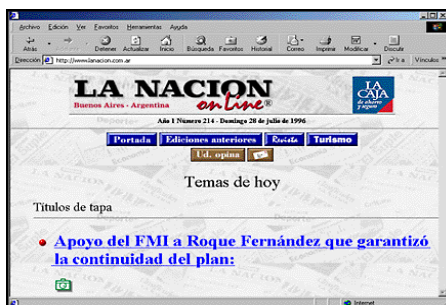 Archivo Edición Ver Favoritos Herramientas Ayuda
Atrás Detener Actualizar Inicio Búsqueda Favoritos Historial Correo Imprimir Modificar Discutir
Dirección http://www.lanacion.com.ar Ir a Vínculos
LA NACION
on Line®
Buenos Aires - Argentina
LA CAJA
de ahorro y seguro
Año 1 Número 214 - Domingo 28 de julio de 1996
Portada Ediciones anteriores Revista Turismo
Ud. opina
Temas de hoy
Títulos de tapa
Apoyo del FMI a Roque Fernández que garantizó
la continuidad del plan:
Internet